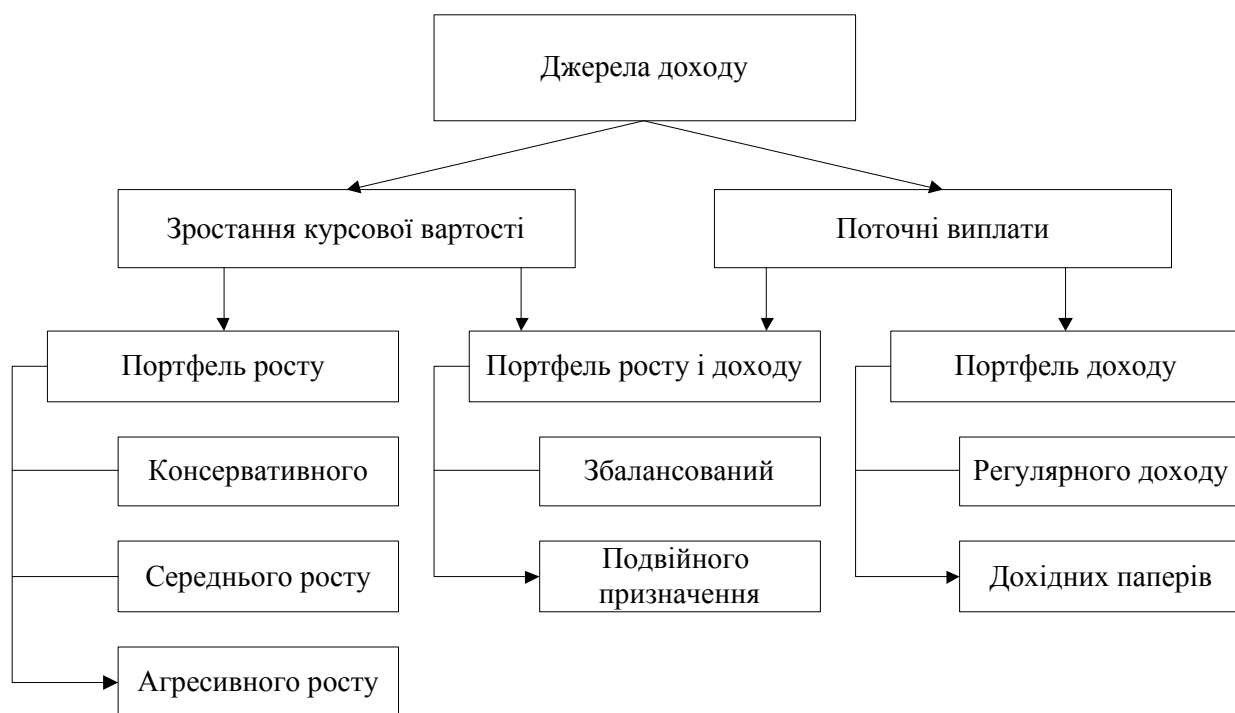 Джерела доходу
Зростання курсової вартості
Поточні виплати
Портфель росту
Портфель росту і доходу
Портфель доходу
Консервативного
Збалансований
Регулярного доходу
Середнього росту
Подвійного
призначення
Дохідних паперів
Агресивного росту